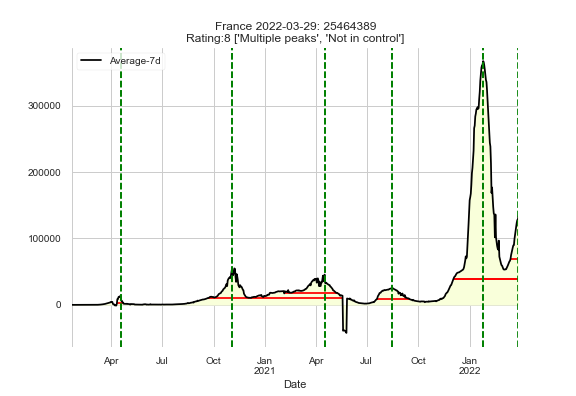 France 2022-03-29: 25464389
Rating:8 ['Multiple peaks', 'Not in control']
Average-7d
300000
200000
100000
0
Apr
Jul
Oct
Jan
2021
Apr
Jul
Oct
Jan
2022
Date